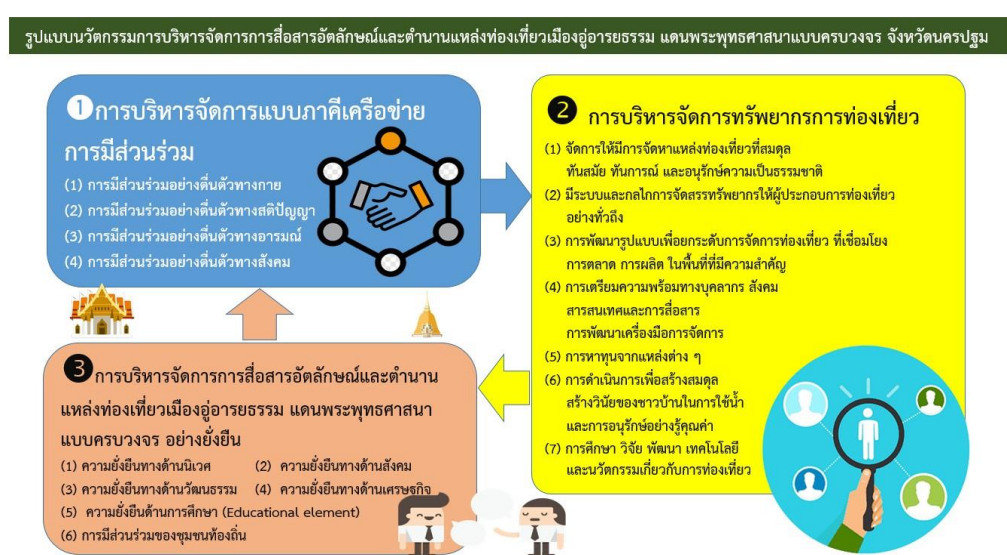 รูปแบบนวัตกรรมการบริหารจัดการการสื่อสารอัตลักษณ์และตำนานแหล่งท่องเที่ยวเมืองอู่อารยธรรม แดนพระพุทธศาสนาแบบครบวงจร จังหวัดนครปฐม
1 การบริหารจัดการแบบภาคีเครือข่าย
การมีส่วนร่วม
(1) การมีส่วนร่วมอย่างตื่นตัวทางกาย
(2) การมีส่วนร่วมอย่างตื่นตัวทางสติปัญญา
(3) การมีส่วนร่วมอย่างตื่นตัวทางอารมณ์
(4) การมีส่วนร่วมอย่างตื่นตัวทางสังคม
2 การบริหารจัดการทรัพยากรการท่องเที่ยว
(1) จัดการให้มีการจัดหาแหล่งท่องเที่ยวที่สมดุล
ทันสมัย ทันการณ์ และอนุรักษ์ความเป็นธรรมชาติ
(2) มีระบบและกลไกการจัดสรรทรัพยากรให้ผู้ประกอบการท่องเที่ยว
อย่างทั่วถึง
(3) การพัฒนารูปแบบเพื่อยกระดับการจัดการท่องเที่ยว ที่เชื่อมโยง
การตลาด การผลิต ในพื้นที่ที่มีความสำคัญ
(4) การเตรียมความพร้อมทางบุคลากร สังคม
สารสนเทศและการสื่อสาร
การพัฒนาเครื่องมือการจัดการ
(5) การหาทุนจากแหล่งต่าง ๆ
(6) การดำเนินการเพื่อสร้างสมดุล
สร้างวินัยของชาวบ้านในการใช้น้ำ
และการอนุรักษ์อย่างรู้คุณค่า
(7) การศึกษา วิจัย พัฒนา เทคโนโลยี
และนวัตกรรมเกี่ยวกับการท่องเที่ยว
3 การบริหารจัดการการสื่อสารอัตลักษณ์และตำนาน
แหล่งท่องเที่ยวเมืองอู่อารยธรรม แดนพระพุทธศาสนา
แบบครบวงจร อย่างยั่งยืน
(1) ความยั่งยืนทางด้านนิเวศ (2) ความยั่งยืนทางด้านสังคม
(3) ความยั่งยืนทางด้านวัฒนธรรม (4) ความยั่งยืนทางด้านเศรษฐกิจ
(5) ความยั่งยืนด้านการศึกษา (Educational element)
(6) การมีส่วนร่วมของชุมชนท้องถิ่น